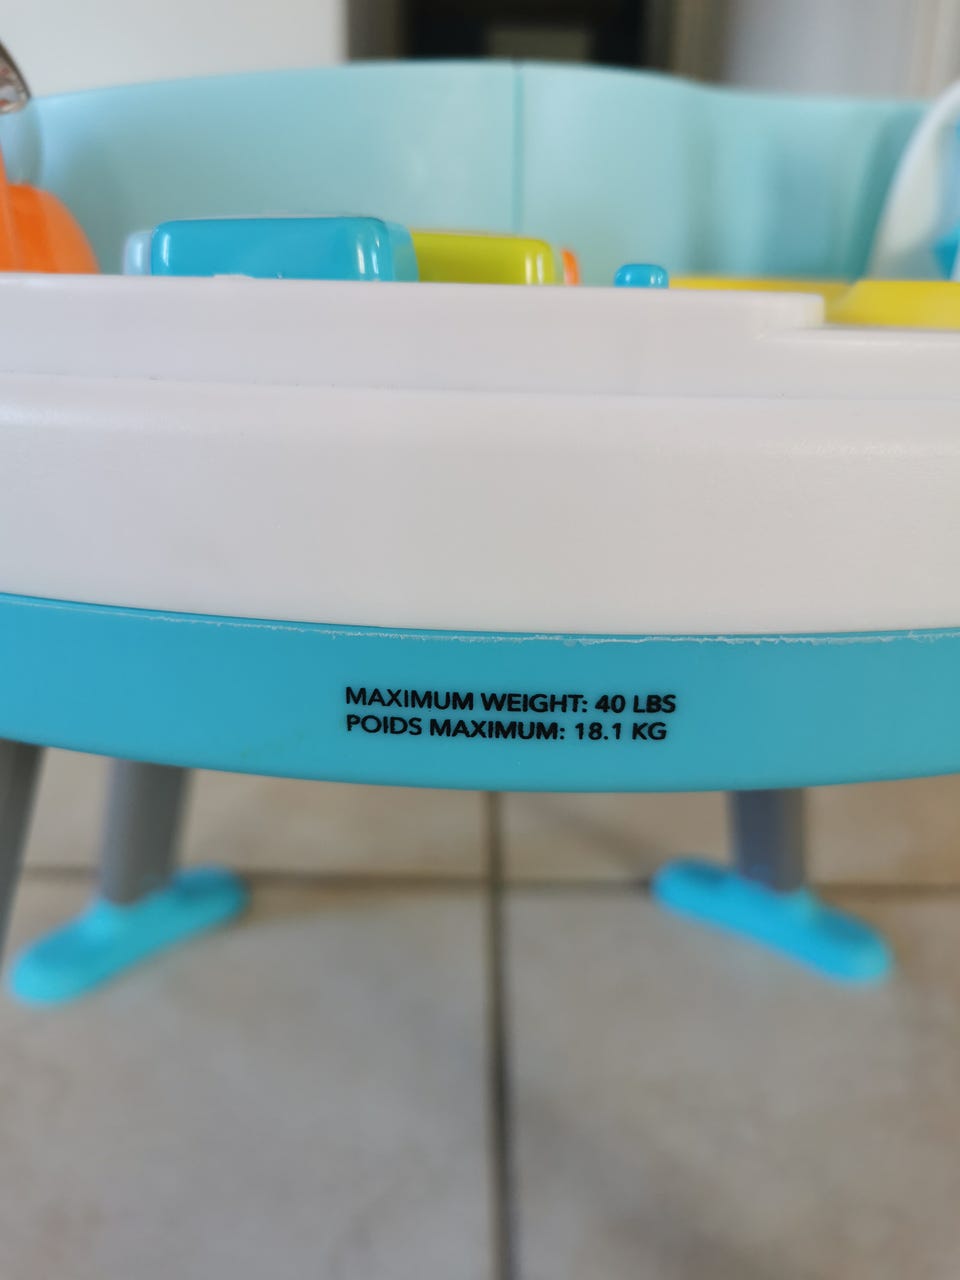 MAXIMUM WEIGHT: 40 LBS
POIDS MAXIMUM: 18.1 KG